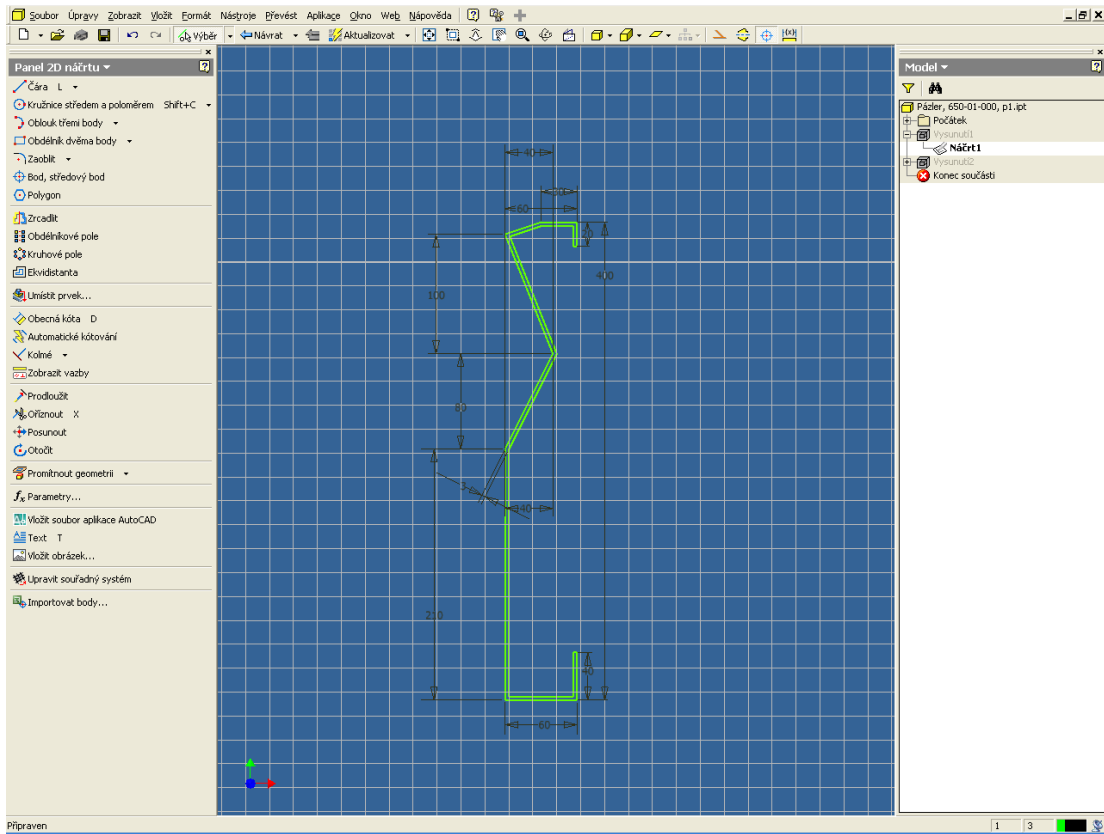 Soubor Úpravy Zobrazit Vložit Formát Nástroje Převést Aplikace Okno Web Nápověda
Výběr Návrat Aktualizovat
Panel 2D náčrtu
Čára L
Kružnice středem a poloměrem Shift+C
Oblouk třemi body
Obdélník dvěma body
Zaoblit
Bod, středový bod
Polygon
Zrcadlit
Obdélníkové pole
Kruhové pole
Ekvidistanta
Umístit prvek...
Obecná kóta D
Automatické kótování
Kolmé
Zobrazit vazby
Prodloužit
Oříznout X
Posunout
Otočit
Promítnout geometrii
Parametry...
Vložit soubor aplikace AutoCAD
Text T
Vložit obrázek...
Upravit souřadný systém
Importovat body...
40
30
60
20
400
100
80
3
40
210
40
60
Model
Pázler, 650-01-000, p1.ipt
Počátek
Vysunutí1
Náčrt1
Vysunutí2
Konec součásti
Připraven
1 3